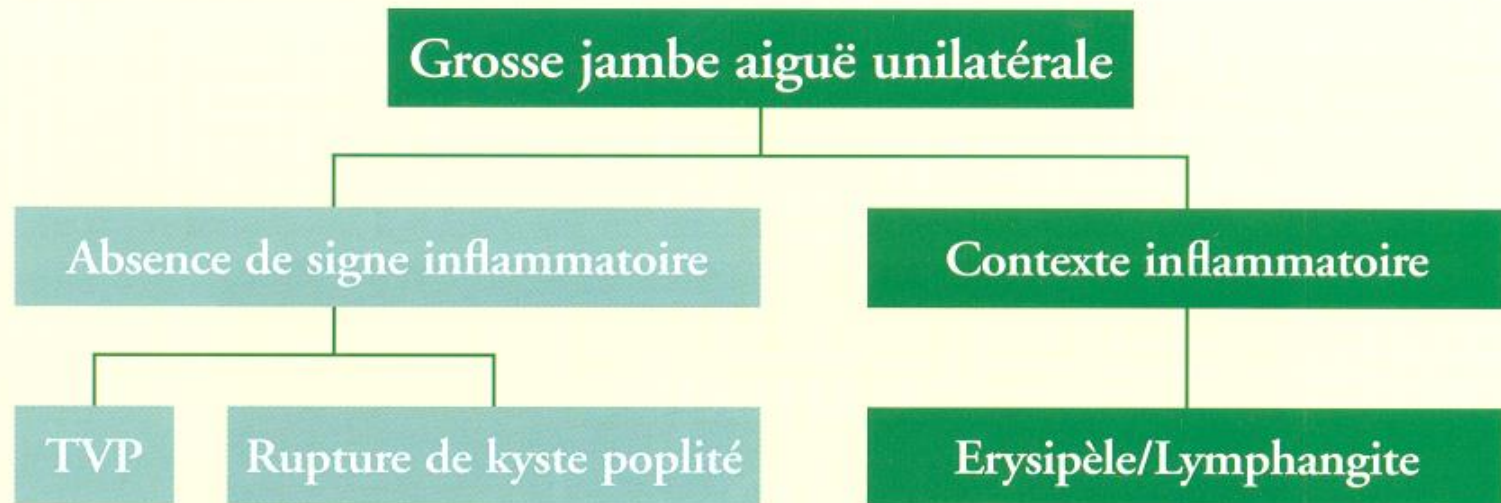 Grosse jambe aiguë unilatérale
Absence de signe inflammatoire
Contexte inflammatoire
TVP
Rupture de kyste poplité
Erysipèle/Lymphangite